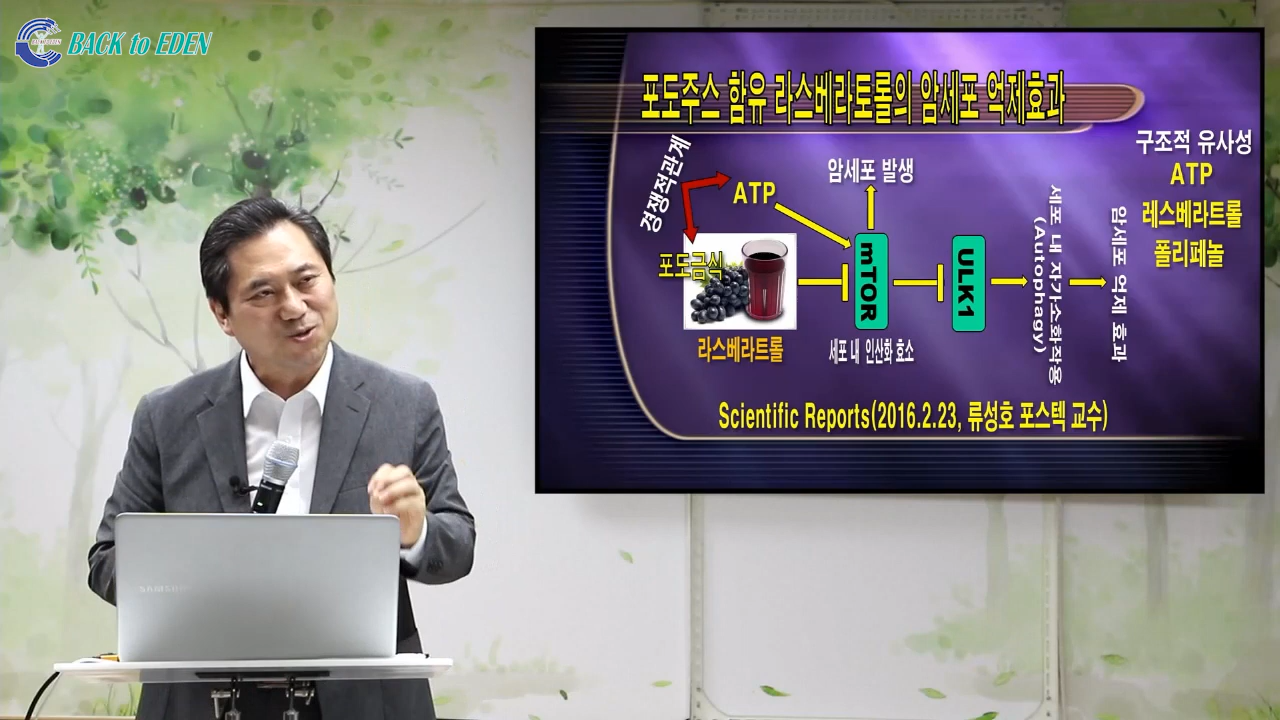 BACK to EDEN
포도주스 함유 라스베라토롤의 암세포 억제효과
구조적 유사성
ATP
레스베라트롤
폴리페놀
경쟁적관계
ATP
암세포 발생
포도금식
라스베라트롤
mTOR
세포 내 인산화 효소
ULK1
세포 내 자가소화작용
(Autophagy)
암세포 억제 효과
Scientific Reports(2016.2.23, 류성호 포스텍 교수)
SAMSUNG